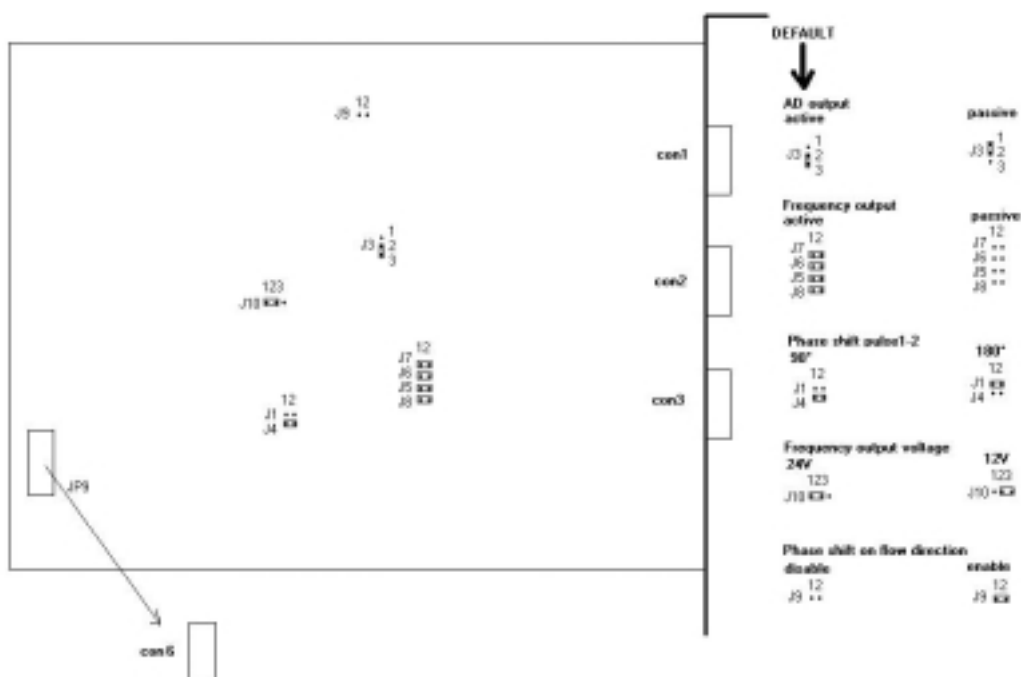 DEFAULT
AD output
active passive
J3 1 2 3 J3 1 2 3
Frequency output
active passive
12 12
J7 J7
J6 J6
J5 J5
J8 J8
Phase shift pulse1-2
90° 180°
12 12
J1 J1
J4 J4
Frequency output voltage
24V 12V
123 123
J10 J10
Phase shift on flow direction
disable enable
12 12
J9 J9
12
J9
con1
J3 1 2 3
123
J10
con2
12
J7
J6
J5
J8
12
J1
J4
con3
JP9
con6